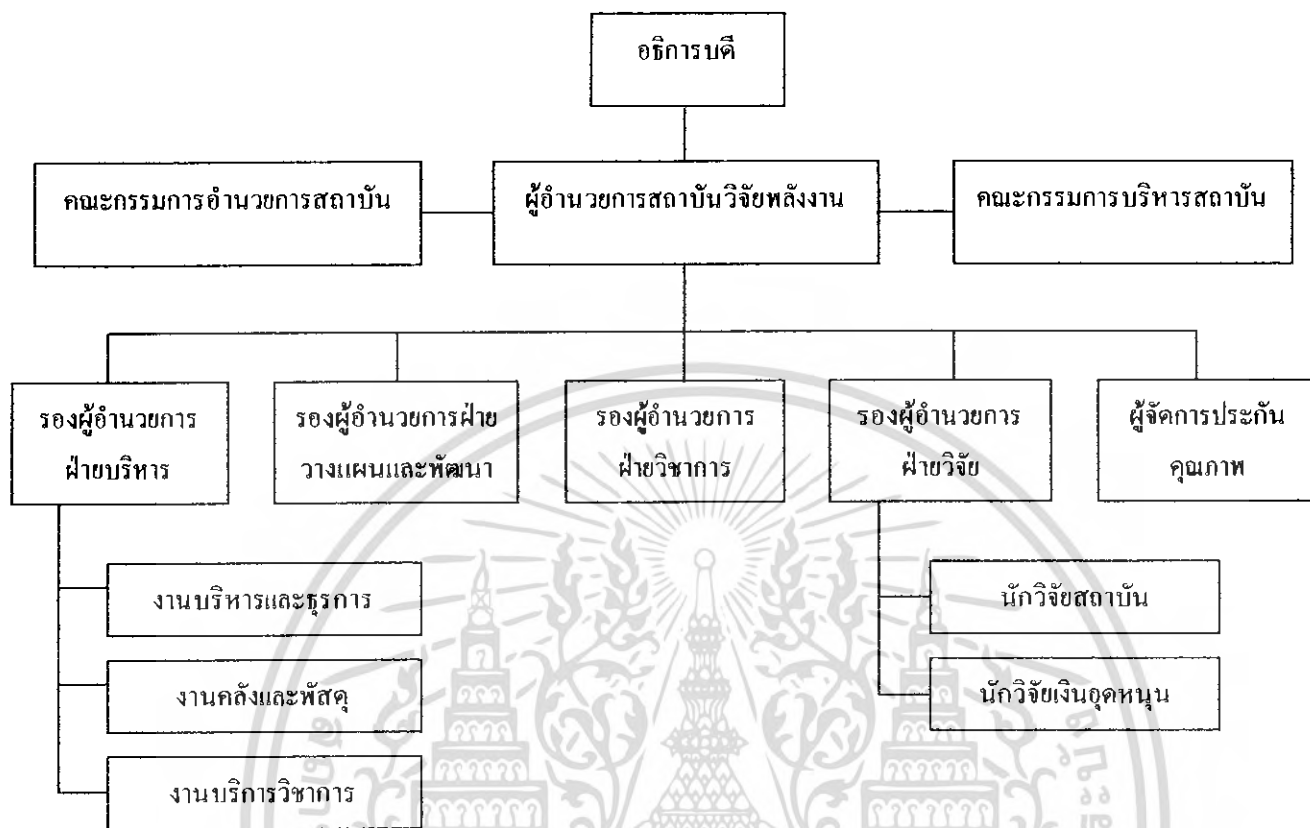 อธิการบดี
คณะกรรมการอำนวยการสถาบัน
ผู้อำนวยการสถาบันวิจัยพลังงาน
คณะกรรมการบริหารสถาบัน
รองผู้อำนวยการ
ฝ่ายบริหาร
รองผู้อำนวยการฝ่าย
วางแผนและพัฒนา
รองผู้อำนวยการ
ฝ่ายวิชาการ
รองผู้อำนวยการ
ฝ่ายวิจัย
ผู้จัดการประกัน
คุณภาพ
งานบริหารและธุรการ
งานคลังและพัสดุ
งานบริการวิชาการ
นักวิจัยสถาบัน
นักวิจัยเงินอุดหนุน